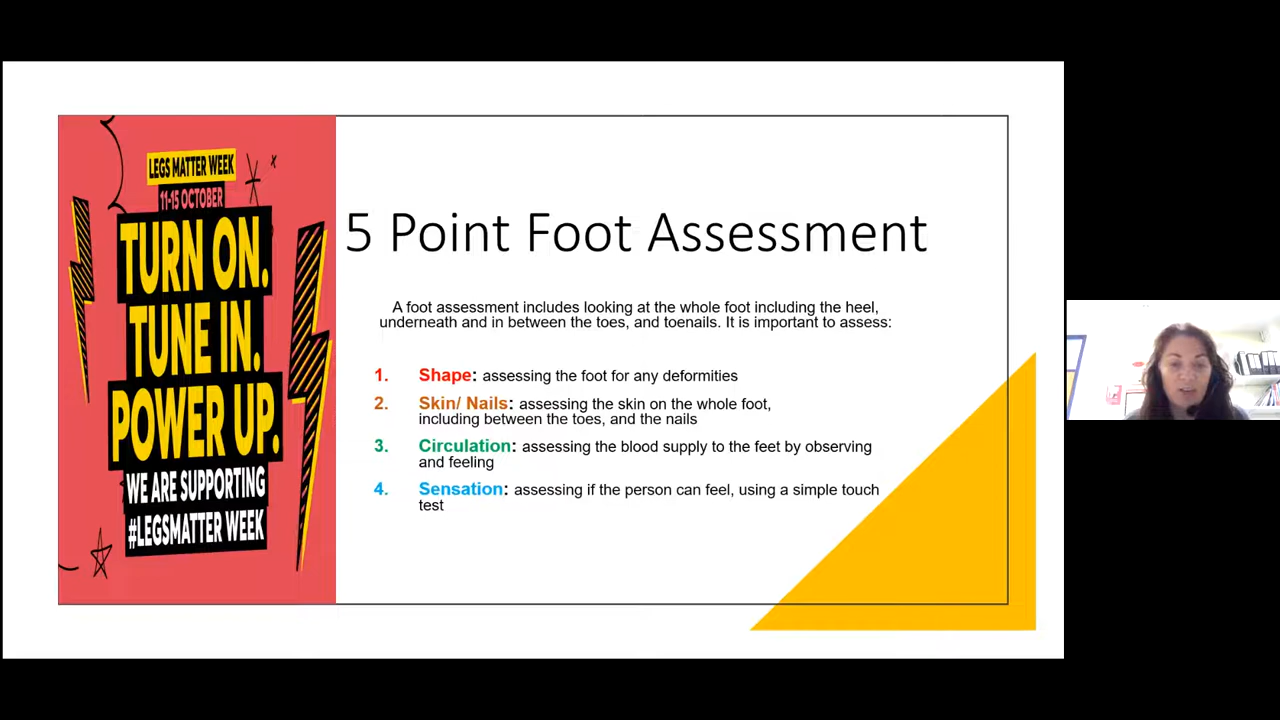 LEGS MATTER WEEK
11-15 OCTOBER
TURN ON.
TUNE IN.
POWER UP.
WE ARE SUPPORTING
#LEGSMATTER WEEK
5 Point Foot Assessment
A foot assessment includes looking at the whole foot including the heel,
underneath and in between the toes, and toenails. It is important to assess:
1. Shape: assessing the foot for any deformities
2. Skin/ Nails: assessing the skin on the whole foot,
including between the toes, and the nails
3. Circulation: assessing the blood supply to the feet by observing
and feeling
4. Sensation: assessing if the person can feel, using a simple touch
test